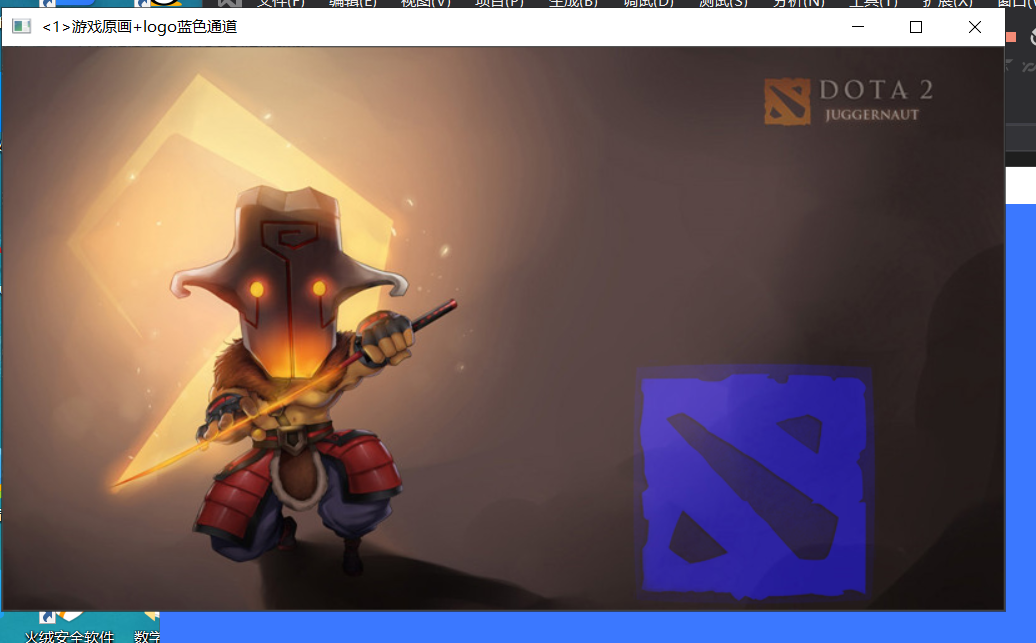 文件(F) 编辑(E) 视图(V) 项目(P) 生成(B) 调试(D) 测试(S) 分析(N) 工具(T) 扩展(X)
<1>游戏原画+logo蓝色通道
DOTA 2
JUGGERNAUT
火绒安全软件 数学